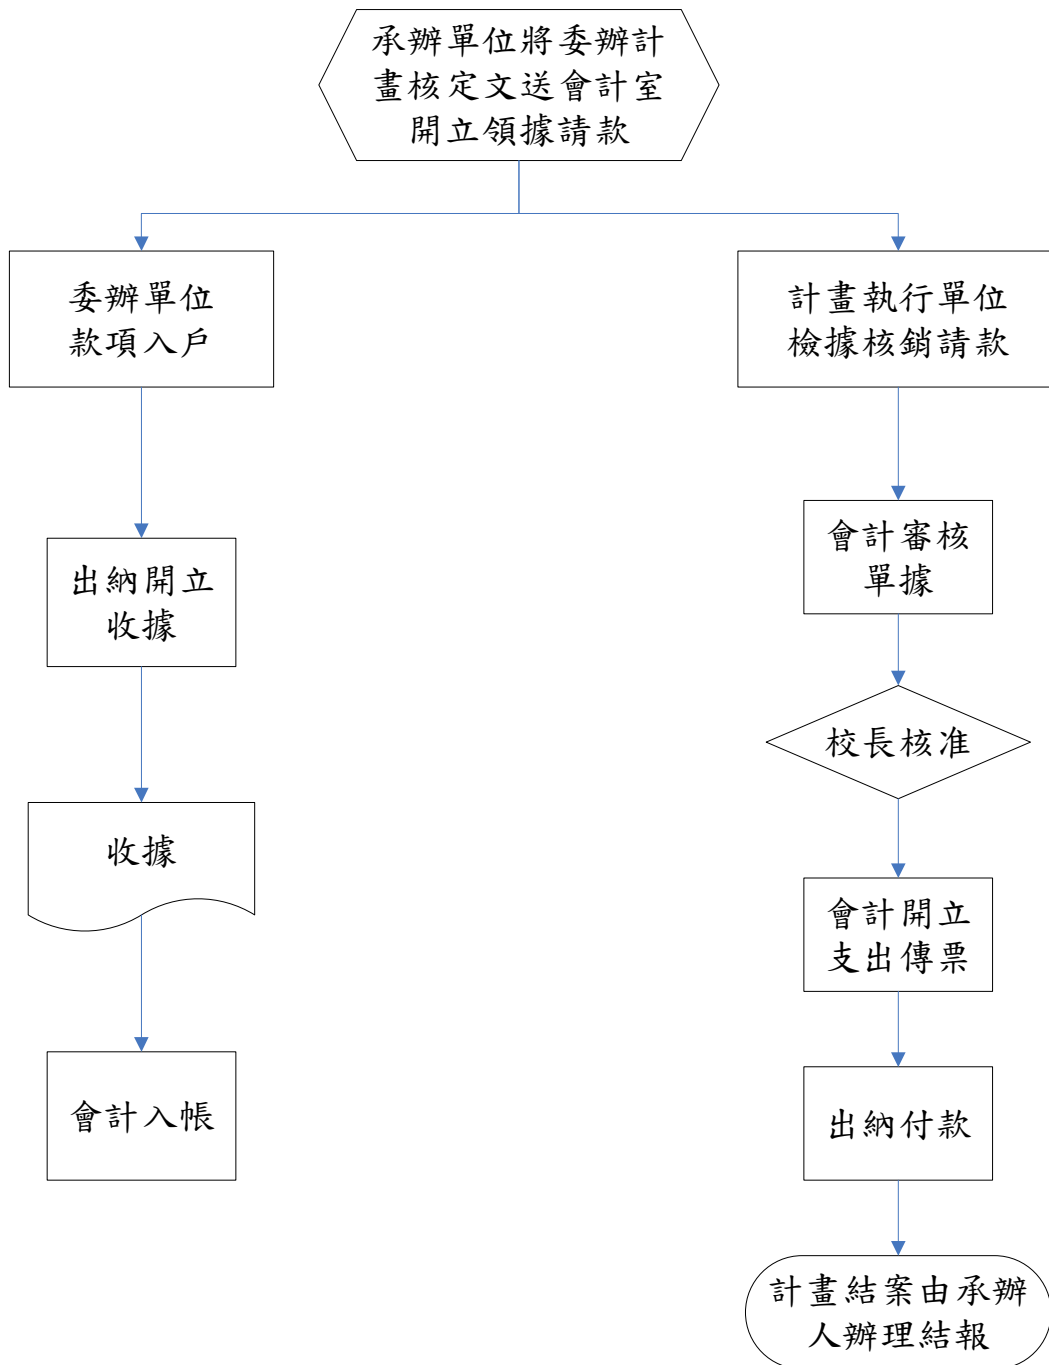 承辦單位將委辦計
畫核定文送會計室
開立領據請款
委辦單位
款項入戶
出納開立
收據
收據
會計入帳
計畫執行單位
檢據核銷請款
會計審核
單據
校長核准
會計開立
支出傳票
出納付款
計畫結案由承辦
人辦理結報